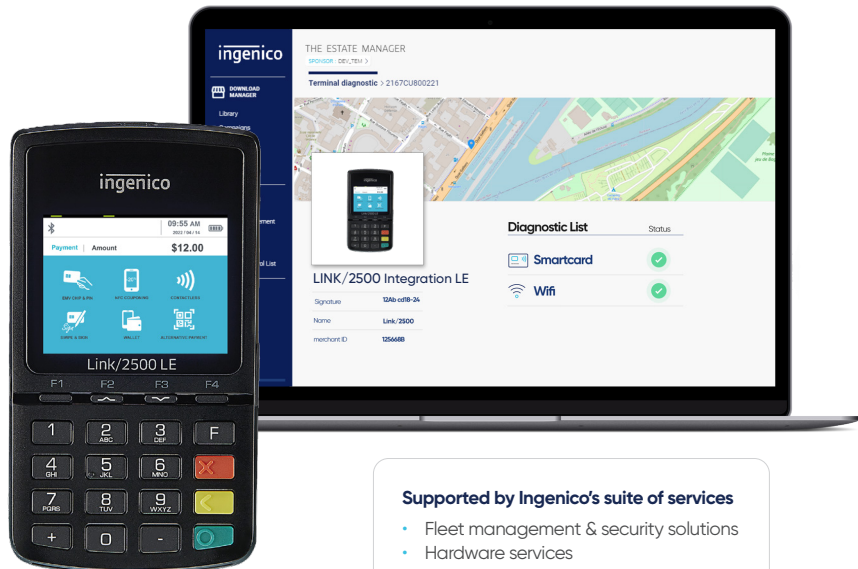 ingenico
THE ESTATE MANAGER
SPONSOR : DEV_TEM >
Terminal diagnostic > 2167CU800221
DOWNLOAD
MANAGER
Library
LINK/2500 Integration LE
Signature 12Ab cd18-24
Name Link/2500
merchant ID 125668B
Diagnostic List Status
Smartcard
Wifi
ingenico
09:55 AM
2022 / 04 / 14
Payment Amount $12.00
EMV CHIP & PIN NFC COUPONING CONTACTLESS
SWIPE & SIGN WALLET ALTERNATIVE PAYMENT
Link/2500 LE
F1 F2 F3 F4
1 2 ABC 3 DEF F
4 GHI 5 JKL 6 MNO
7 PQRS 8 TUV 9 WXYZ
+ 0 -
Supported by Ingenico's suite of services
• Fleet management & security solutions
• Hardware services